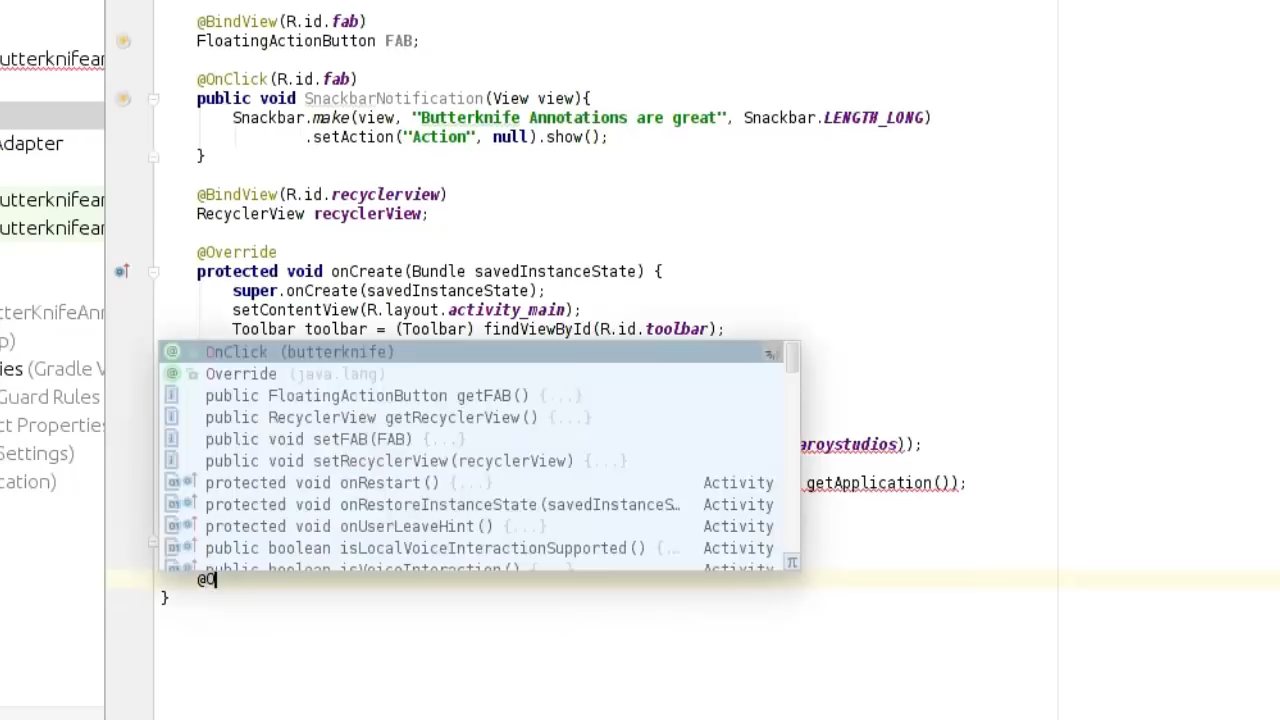 @BindView(R.id.fab)
FloatingActionButton FAB;
@OnClick(R.id.fab)
public void SnackbarNotification(View view){
Snackbar.make(view, "Butterknife Annotations are great", Snackbar.LENGTH_LONG)
.setAction("Action", null).show();
}
@BindView(R.id.recyclerview)
RecyclerView recyclerView;
@Override
protected void onCreate(Bundle savedInstanceState) {
super.onCreate(savedInstanceState);
setContentView(R.layout.activity_main);
Toolbar toolbar = (Toolbar) findViewById(R.id.toolbar);
OnClick (butterknife)
Override (java.lang)
public FloatingActionButton getFAB() {...}
public RecyclerView getRecyclerView() {...}
public void setFAB(FAB) {...}
public void setRecyclerView(recyclerView) {...}
protected void onRestart() {...} Activity
protected void onRestoreInstanceState(savedInstanceS… Activity
protected void onUserLeaveHint() {...} Activity
public boolean isLocalVoiceInteractionSupported() {… Activity
public boolean isVoiceInteraction() {...} Activity
π
aroystudios));
getApplication());
@O
}
utterknifear
Adapter
utterknifear
utterknifear
tterKnifeAnn
p)
ies (Gradle V
Guard Rules
ct Properties
Settings)
cation)